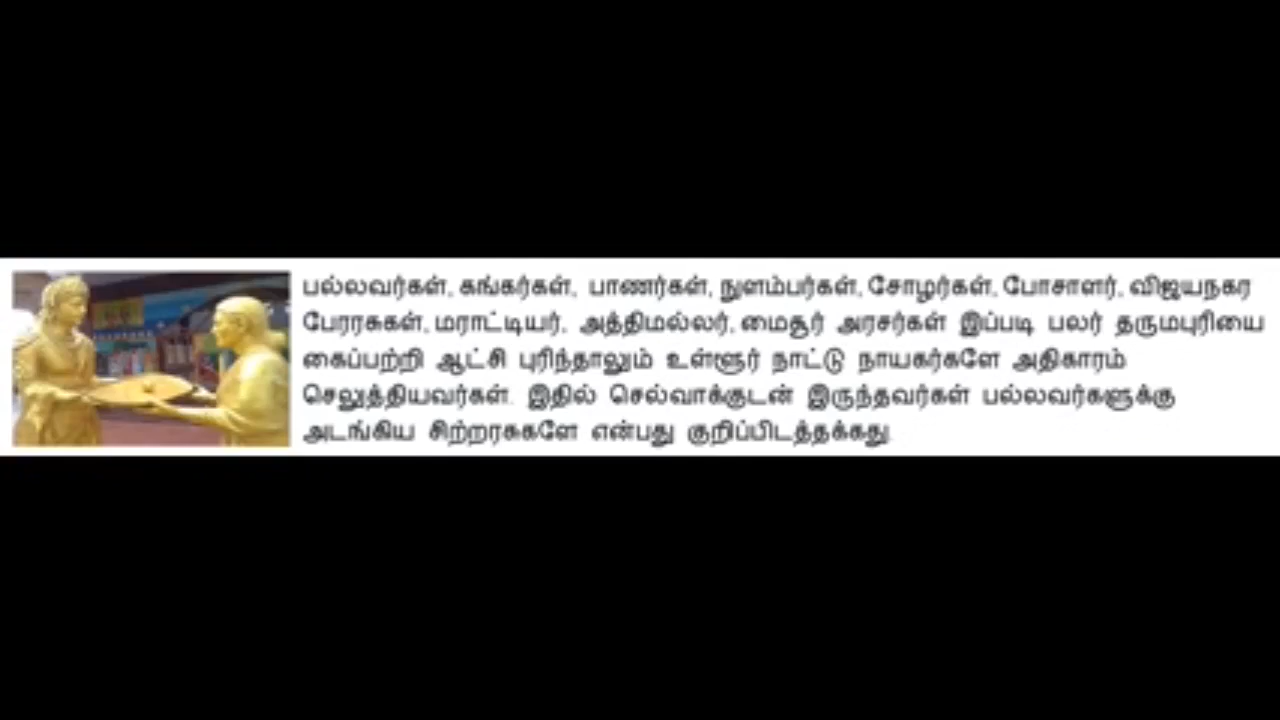 பல்லவர்கள், கங்கர்கள், பாணர்கள், நுளம்பர்கள், சோழர்கள், போசாளர், விஜயநகர
பேரரசுகள், மராட்டியர், அத்திமல்லர், மைசூர் அரசர்கள் இப்படி பலர் தருமபுரியை
கைப்பற்றி ஆட்சி புரிந்தாலும் உள்ளூர் நாட்டு நாயகர்களே அதிகாரம்
செலுத்தியவர்கள். இதில் செல்வாக்குடன் இருந்தவர்கள் பல்லவர்களுக்கு
அடங்கிய சிற்றரசுகளே என்பது குறிப்பிடத்தக்கது.